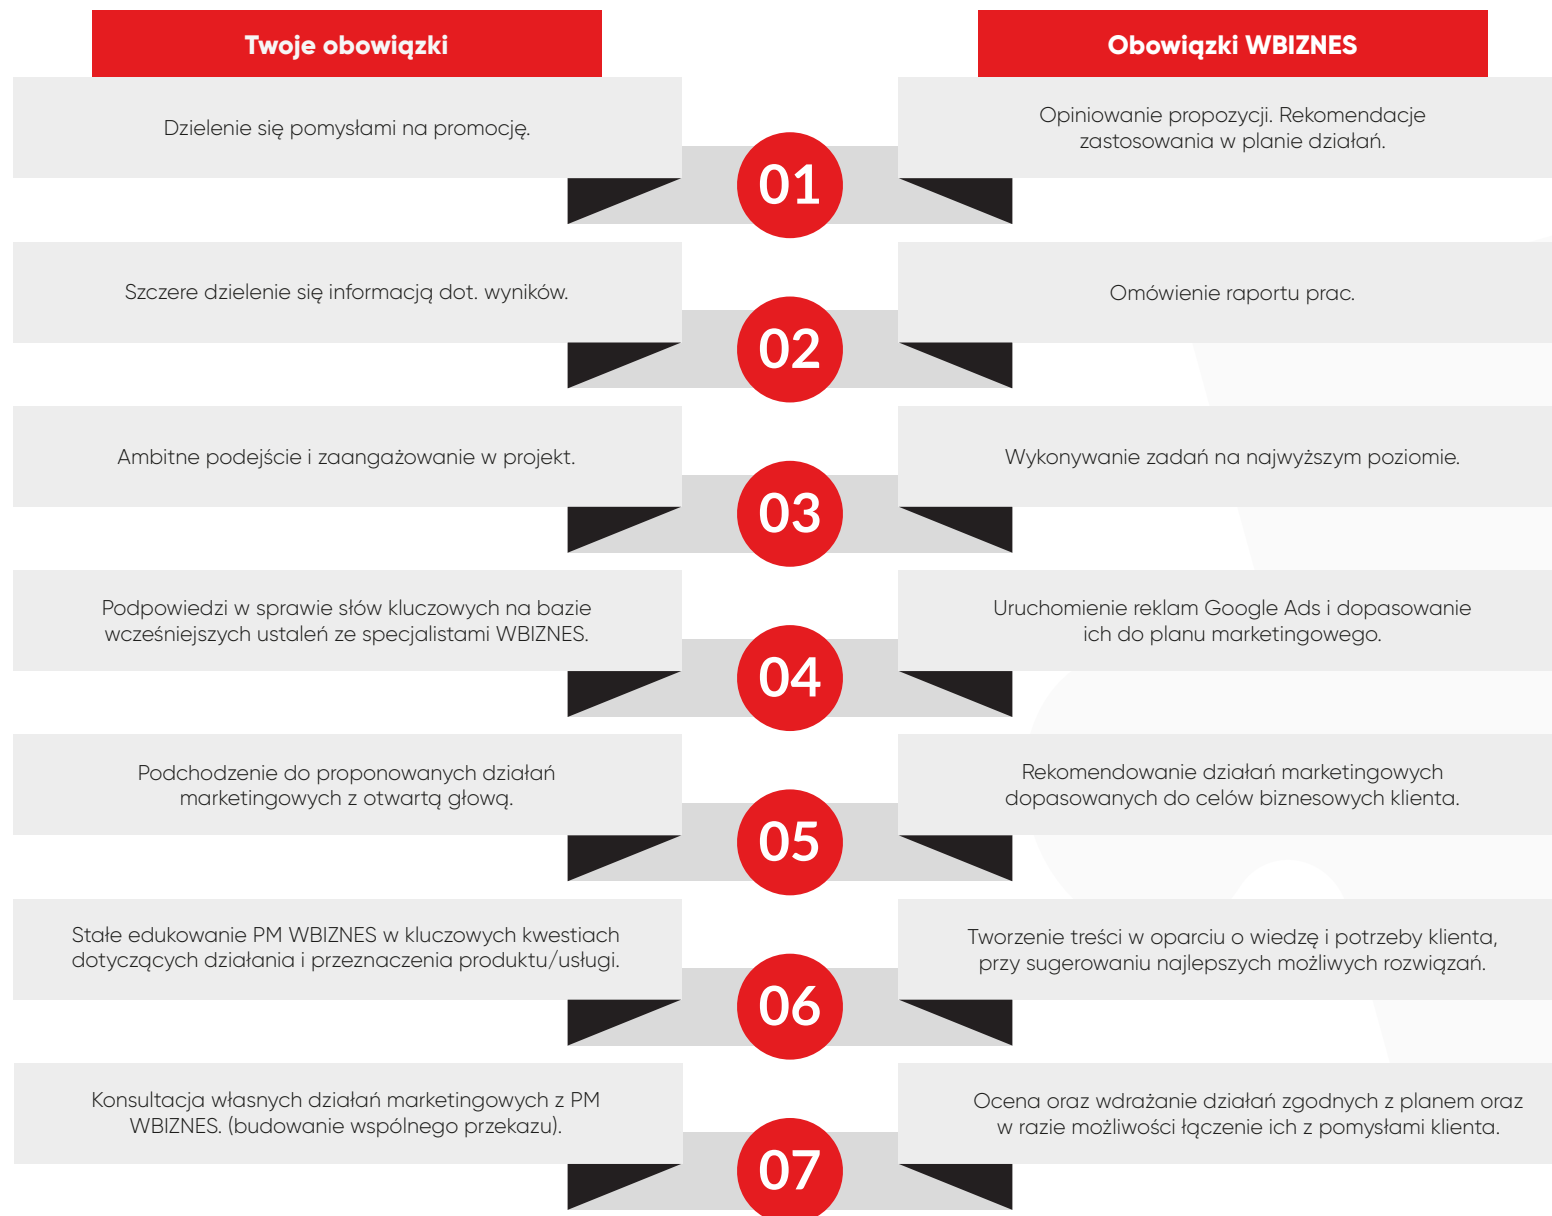 Twoje obowiązki
Obowiązki WBIZNES
Dzielenie się pomysłami na promocję.
01
Opiniowanie propozycji. Rekomendacje
zastosowania w planie działań.
Szczere dzielenie się informacją dot. wyników.
02
Omówienie raportu prac.
Ambitne podejście i zaangażowanie w projekt.
03
Wykonywanie zadań na najwyższym poziomie.
Podpowiedzi w sprawie słów kluczowych na bazie
wcześniejszych ustaleń ze specjalistami WBIZNES.
04
Uruchomienie reklam Google Ads i dopasowanie
ich do planu marketingowego.
Podchodzenie do proponowanych działań
marketingowych z otwartą głową.
05
Rekomendowanie działań marketingowych
dopasowanych do celów biznesowych klienta.
Stałe edukowanie PM WBIZNES w kluczowych kwestiach
dotyczących działania i przeznaczenia produktu/usługi.
06
Tworzenie treści w oparciu o wiedzę i potrzeby klienta,
przy sugerowaniu najlepszych możliwych rozwiązań.
Konsultacja własnych działań marketingowych z PM
WBIZNES. (budowanie wspólnego przekazu).
07
Ocena oraz wdrażanie działań zgodnych z planem oraz
w razie możliwości łączenie ich z pomysłami klienta.